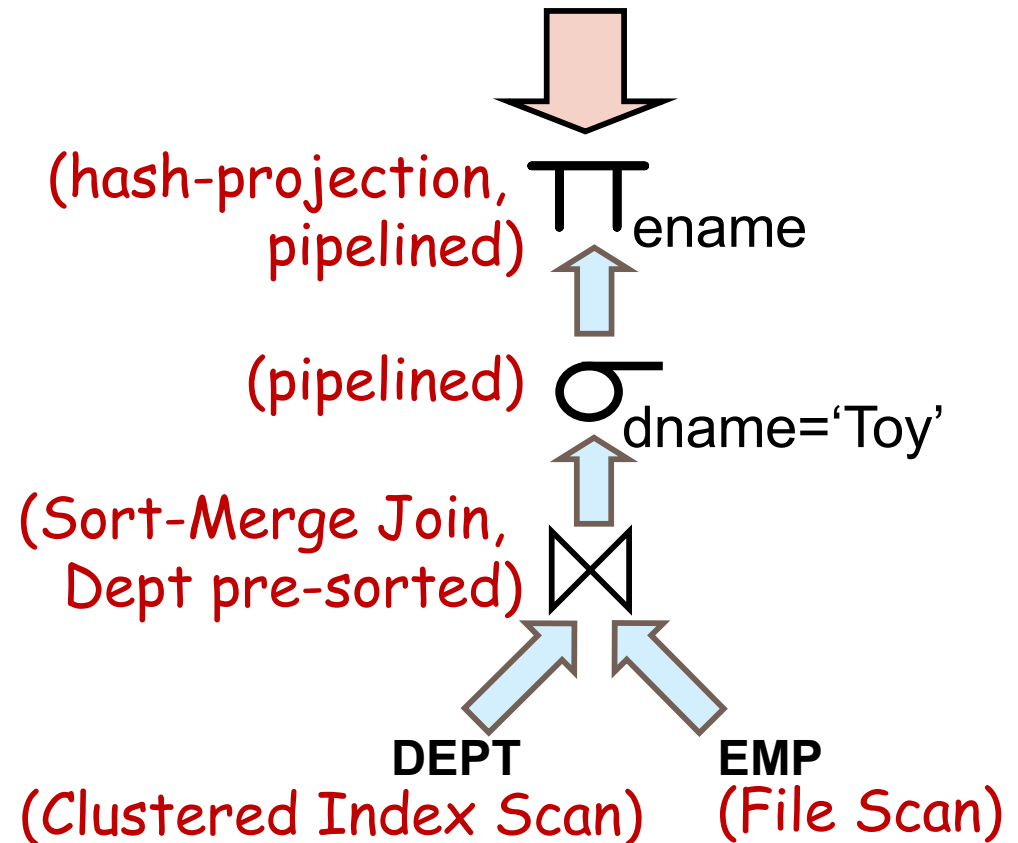 (hash-projection,
pipelined)
ename
(pipelined)
dname=‘Toy’
(Sort-Merge Join,
Dept pre-sorted)
DEPT
EMP
(Clustered Index Scan)
(File Scan)